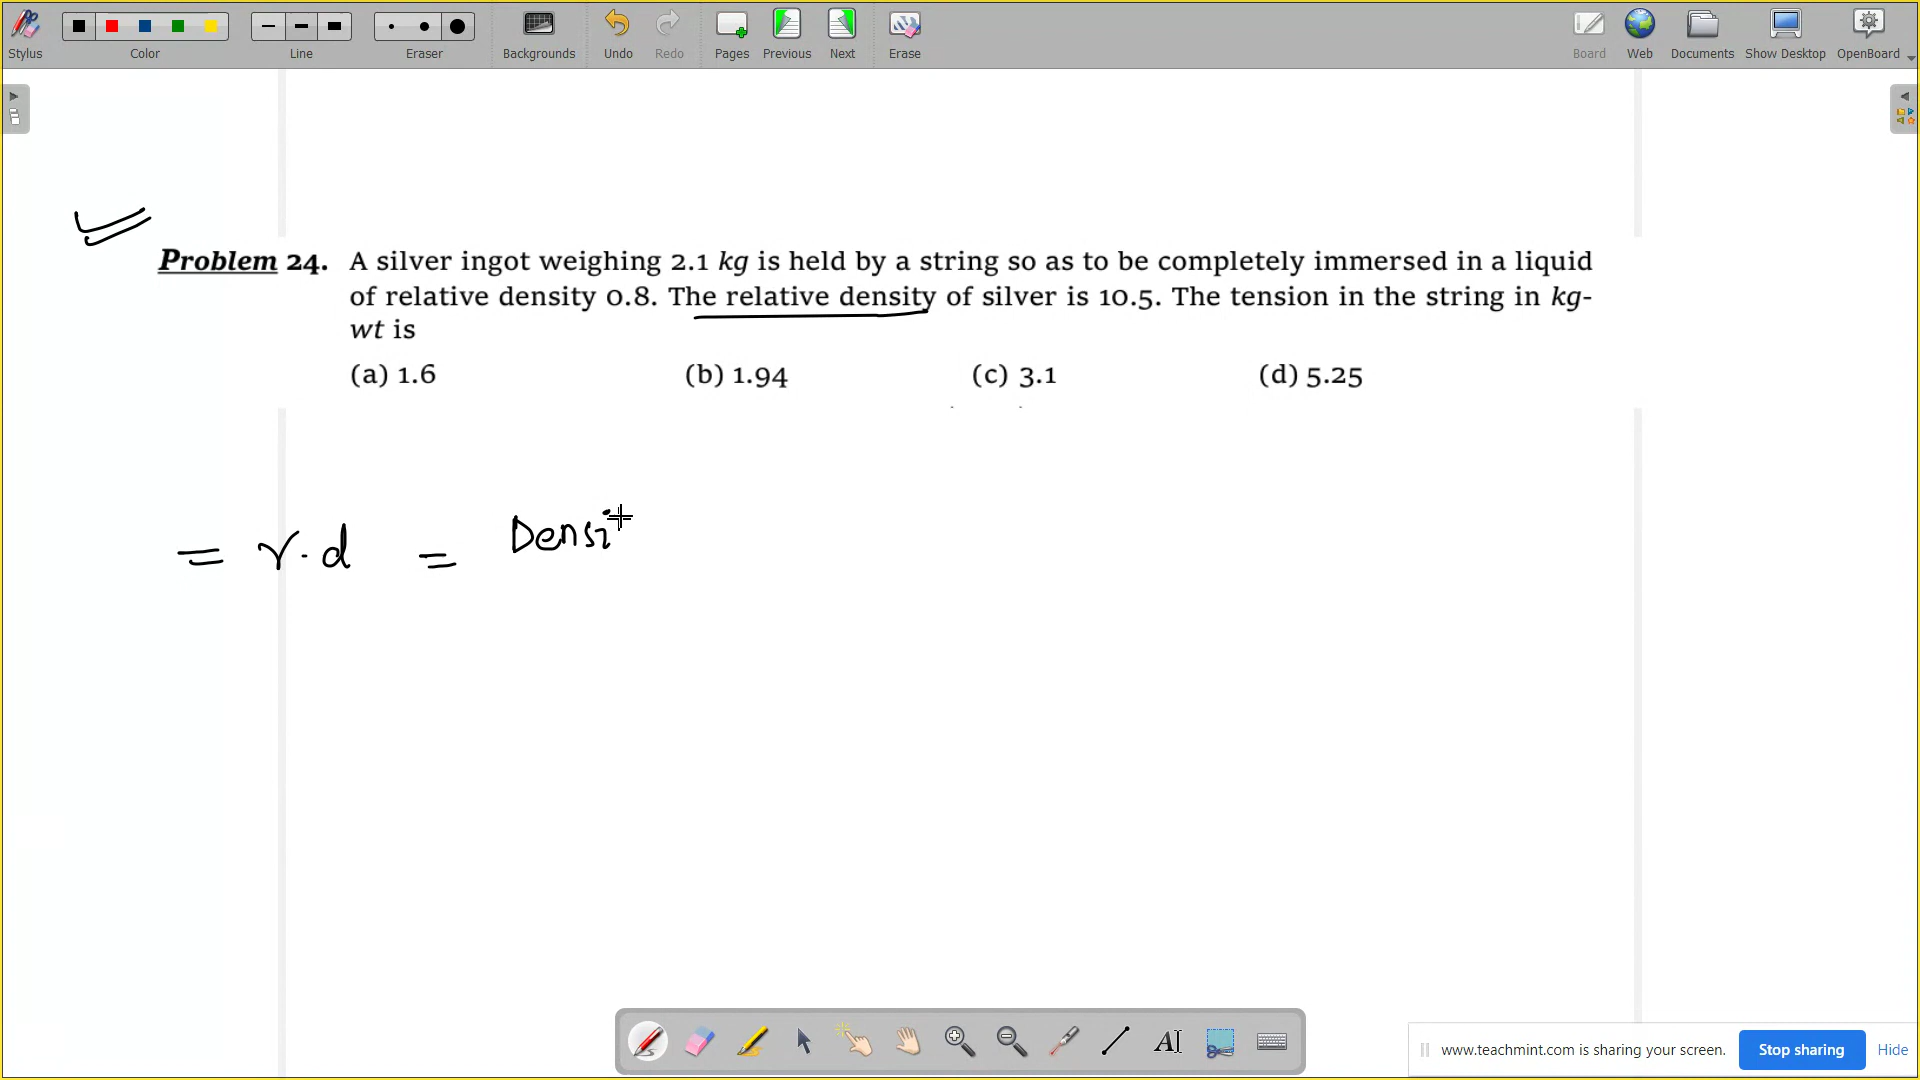 Stylus Color Line Eraser Backgrounds Undo Redo Pages Previous Next Erase Board Web Documents Show Desktop OpenBoard
Problem 24. A silver ingot weighing 2.1 kg is held by a string so as to be completely immersed in a liquid
of relative density 0.8. The relative density of silver is 10.5. The tension in the string in kg-
wt is
(a) 1.6 (b) 1.94 (c) 3.1 (d) 5.25
= r.d = Densi
www.teachmint.com is sharing your screen. Stop sharing Hide